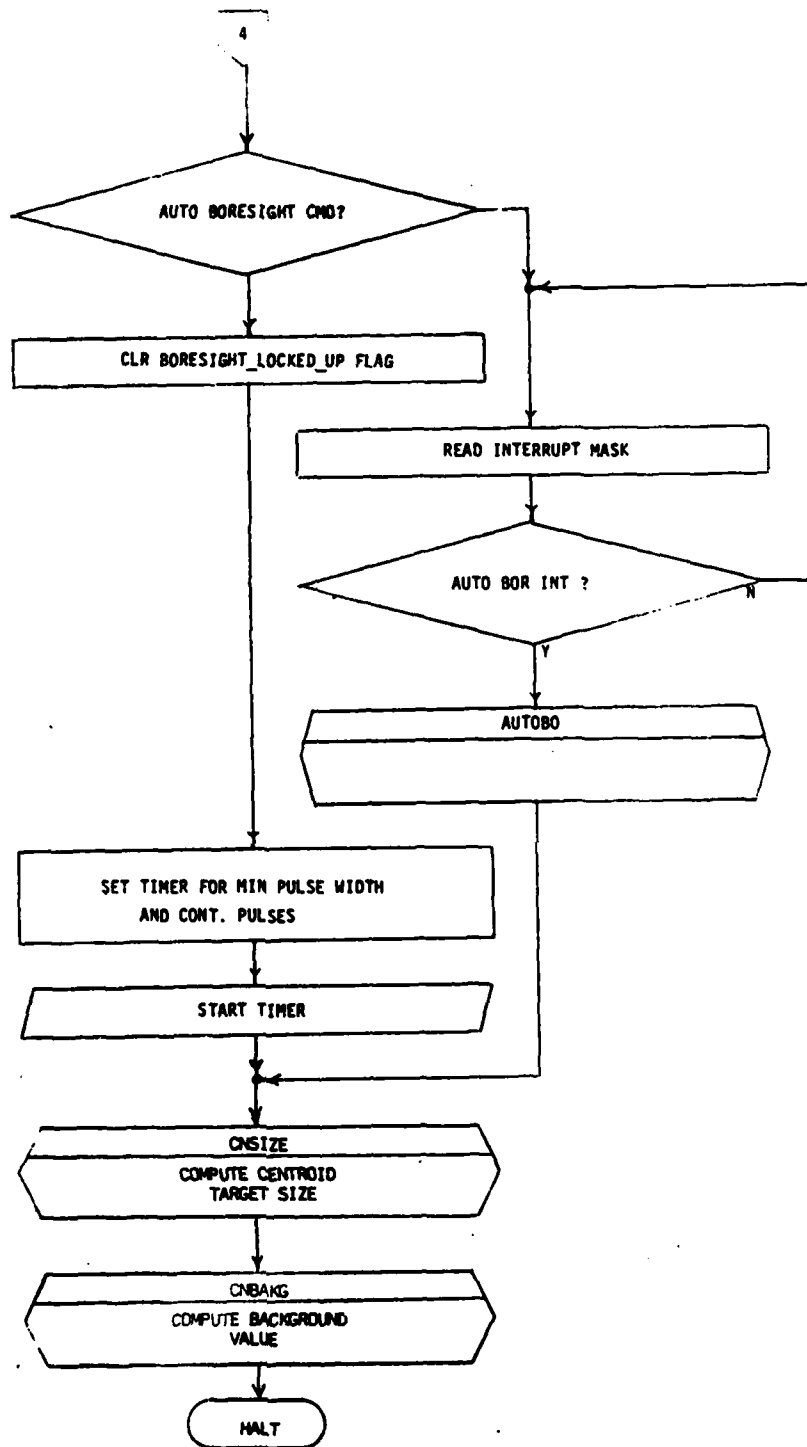 4
AUTO BORESIGHT CMD?
CLR BORESIGHT_LOCKED_UP FLAG
READ INTERRUPT MASK
AUTO BOR INT ?
N
Y
AUTOBO
SET TIMER FOR MIN PULSE WIDTH
AND CONT. PULSES
START TIMER
CNSIZE
COMPUTE CENTROID
TARGET SIZE
CNBAKG
COMPUTE BACKGROUND
VALUE
HALT